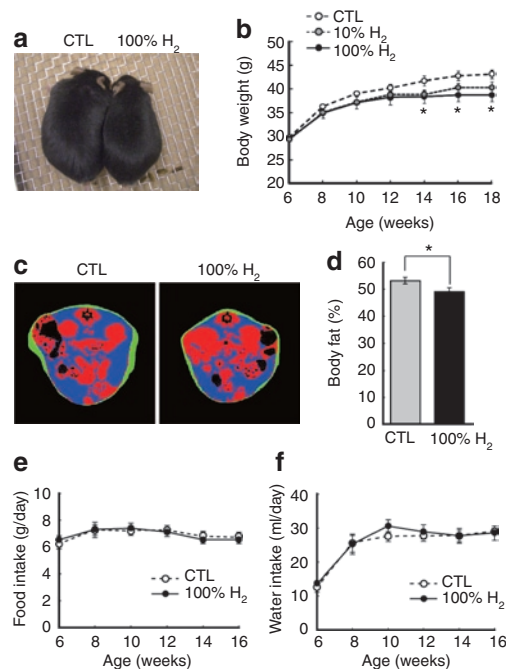 a
CTL 100% H2
b
CTL
10% H2
100% H2
Body weight (g)
50
45
40
35
30
25
20
* * *
6 8 10 12 14 16 18
Age (weeks)
c
CTL 100% H2
d
*
Body fat (%)
60
50
40
30
20
10
0
CTL 100% H2
e
Food intake (g/day)
10
8
6
4
2
0
CTL
100% H2
6 8 10 12 14 16
Age (weeks)
f
Water intake (ml/day)
40
30
20
10
0
CTL
100% H2
6 8 10 12 14 16
Age (weeks)